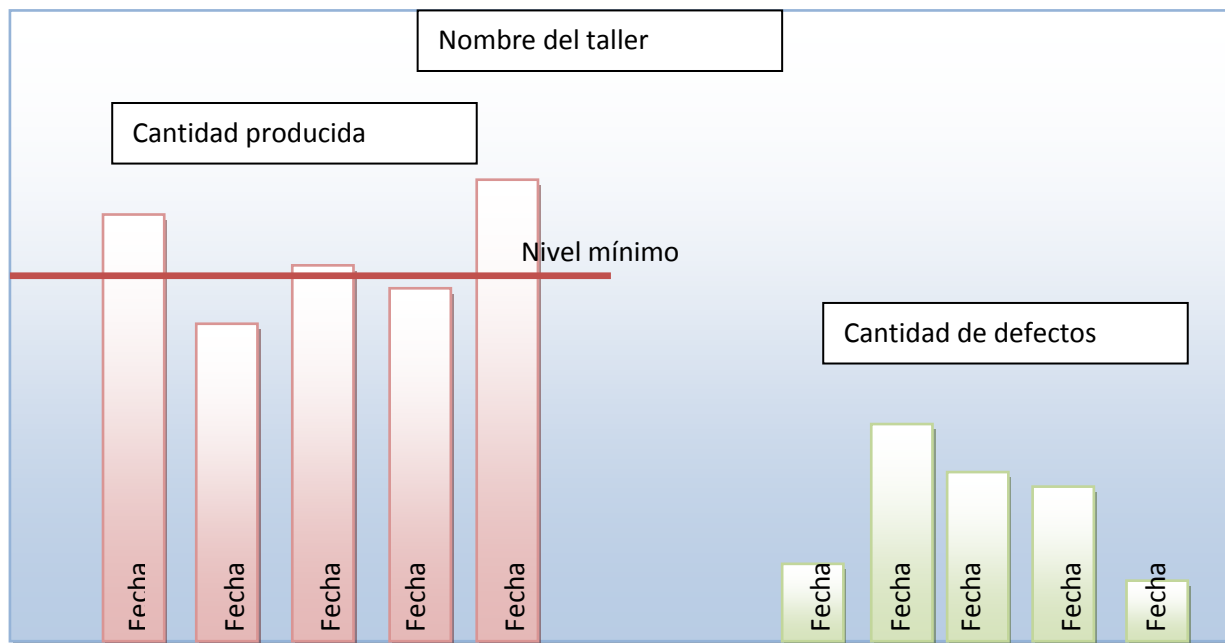 Nombre del taller
Cantidad producida
Nivel mínimo
Cantidad de defectos
Fecha
Fecha
Fecha
Fecha
Fecha
Fecha
Fecha
Fecha
Fecha
Fecha